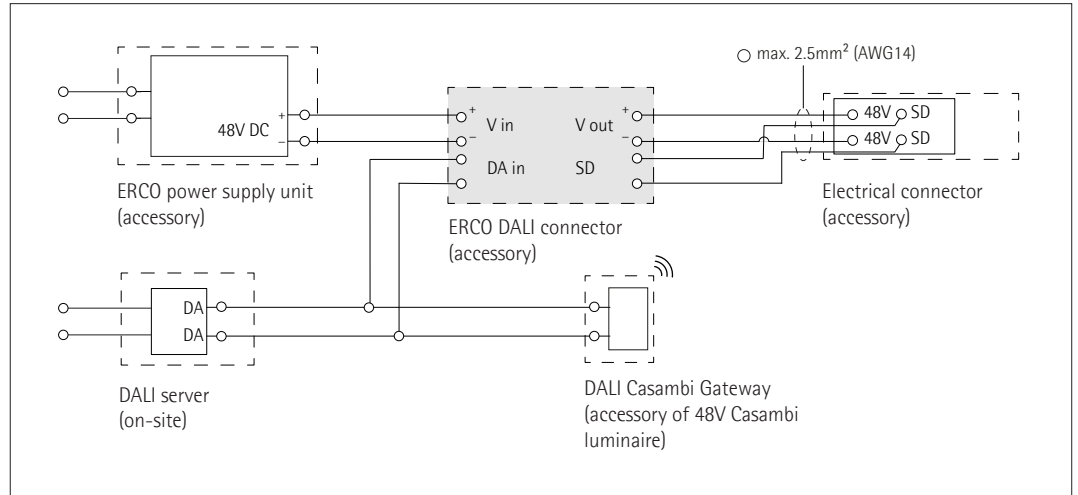 max. 2.5mm² (AWG14)
+
48V DC
–
+
V in
–
DA in
+
V out
–
SD
48V SD
48V SD
ERCO power supply unit
(accessory)
ERCO DALI connector
(accessory)
Electrical connector
(accessory)
DA
DA
DALI server
(on-site)
DALI Casambi Gateway
(accessory of 48V Casambi
luminaire)